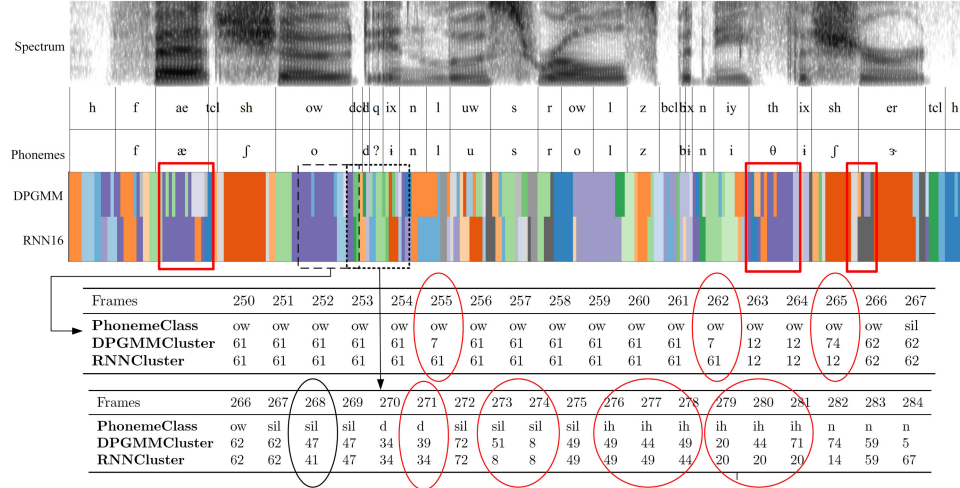 Spectrum
h f ae tcl sh ow dcl d q ix n l uw s r ow l z bcl b ix n iy th ix sh er tcl h
Phonemes f æ ʃ o d ? ɨ n l u s r o l z b ɨ n i θ ɨ ʃ ɝ
DPGMM
RNN16
Frames 250 251 252 253 254 255 256 257 258 259 260 261 262 263 264 265 266 267
PhonemeClass ow ow ow ow ow ow ow ow ow ow ow ow ow ow ow ow ow sil
DPGMMCluster 61 61 61 61 61 7 61 61 61 61 61 61 7 12 12 74 62 62
RNNCluster 61 61 61 61 61 61 61 61 61 61 61 61 61 12 12 12 62 62
Frames 266 267 268 269 270 271 272 273 274 275 276 277 278 279 280 281 282 283 284
PhonemeClass ow sil sil sil d d sil sil sil sil ih ih ih ih ih ih n n n
DPGMMCluster 62 62 47 47 34 39 72 51 8 49 49 44 49 20 44 71 74 59 5
RNNCluster 62 62 41 47 34 34 72 8 8 49 49 49 44 20 20 20 14 59 67